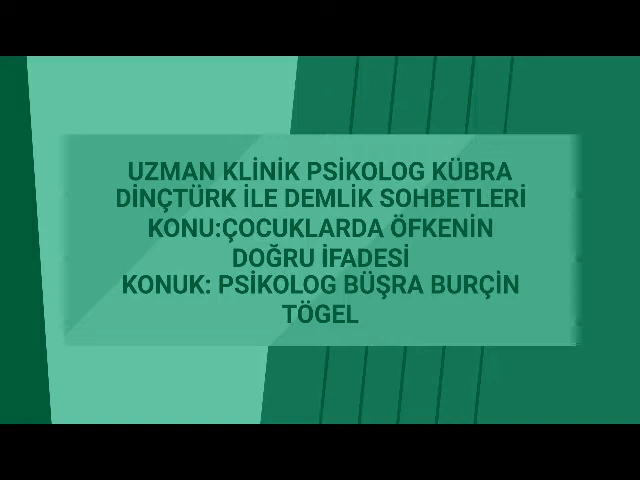 UZMAN KLİNİK PSİKOLOG KÜBRA
DİNÇTÜRK İLE DEMLİK SOHBETLERİ
KONU:ÇOCUKLARDA ÖFKENİN
DOĞRU İFADESİ
KONUK: PSİKOLOG BÜŞRA BURÇİN
TÖGEL